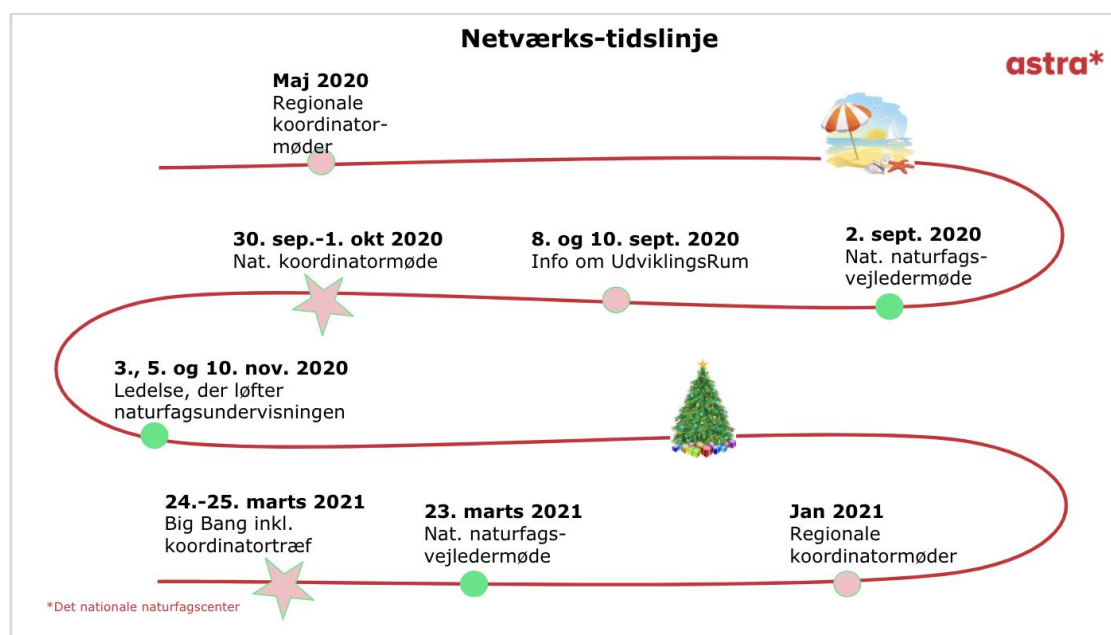 Netværks-tidslinje
astra*
Maj 2020
Regionale
koordinator-
møder
30. sep.-1. okt 2020
Nat. koordinatormøde
8. og 10. sept. 2020
Info om UdviklingsRum
2. sept. 2020
Nat. naturfags-
vejledermøde
3., 5. og 10. nov. 2020
Ledelse, der løfter
naturfagsundervisningen
24.-25. marts 2021
Big Bang inkl.
koordinatortræf
23. marts 2021
Nat. naturfags-
vejledermøde
Jan 2021
Regionale
koordinatormøder
*Det nationale naturfagscenter